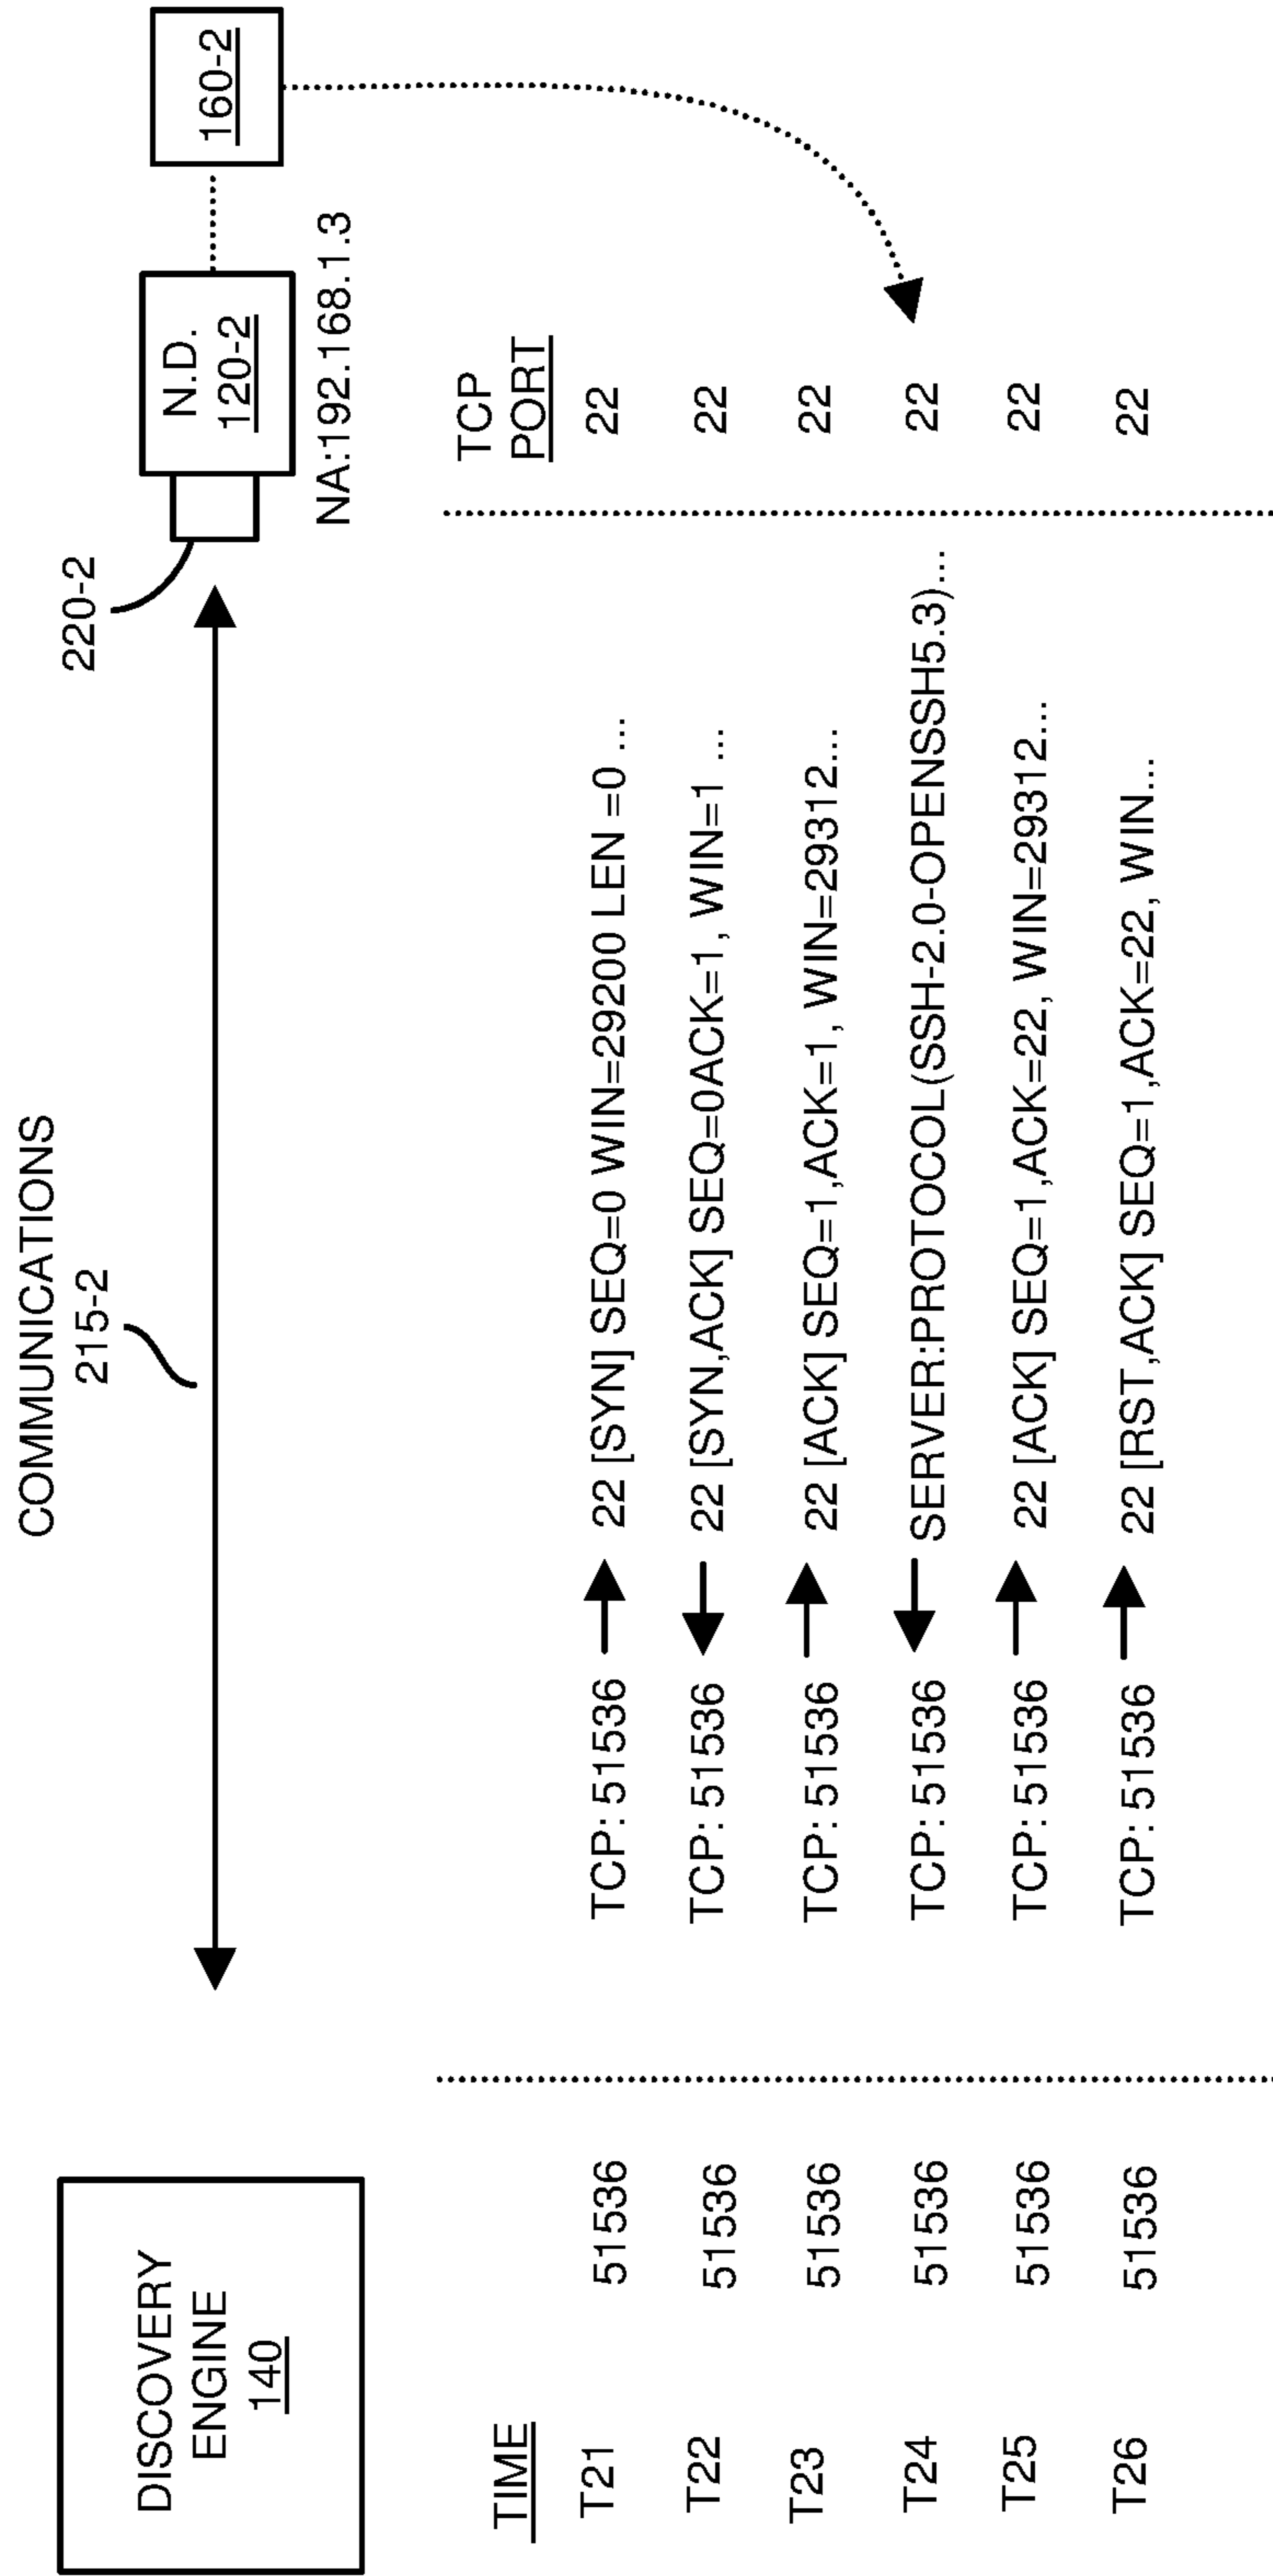 COMMUNICATIONS
215-2
220-2
DISCOVERY
ENGINE
140
N.D.
120-2
160-2
NA:192.168.1.3
TIME
TCP
PORT
T21 51536 TCP: 51536 22 [SYN] SEQ=0 WIN=29200 LEN =0 ... 22
T22 51536 TCP: 51536 22 [SYN,ACK] SEQ=0ACK=1, WIN=1 ... 22
T23 51536 TCP: 51536 22 [ACK] SEQ=1,ACK=1, WIN=29312... 22
T24 51536 TCP: 51536 SERVER:PROTOCOL(SSH-2.0-OPENSSH5.3)... 22
T25 51536 TCP: 51536 22 [ACK] SEQ=1,ACK=22, WIN=29312... 22
T26 51536 TCP: 51536 22 [RST,ACK] SEQ=1,ACK=22, WIN... 22